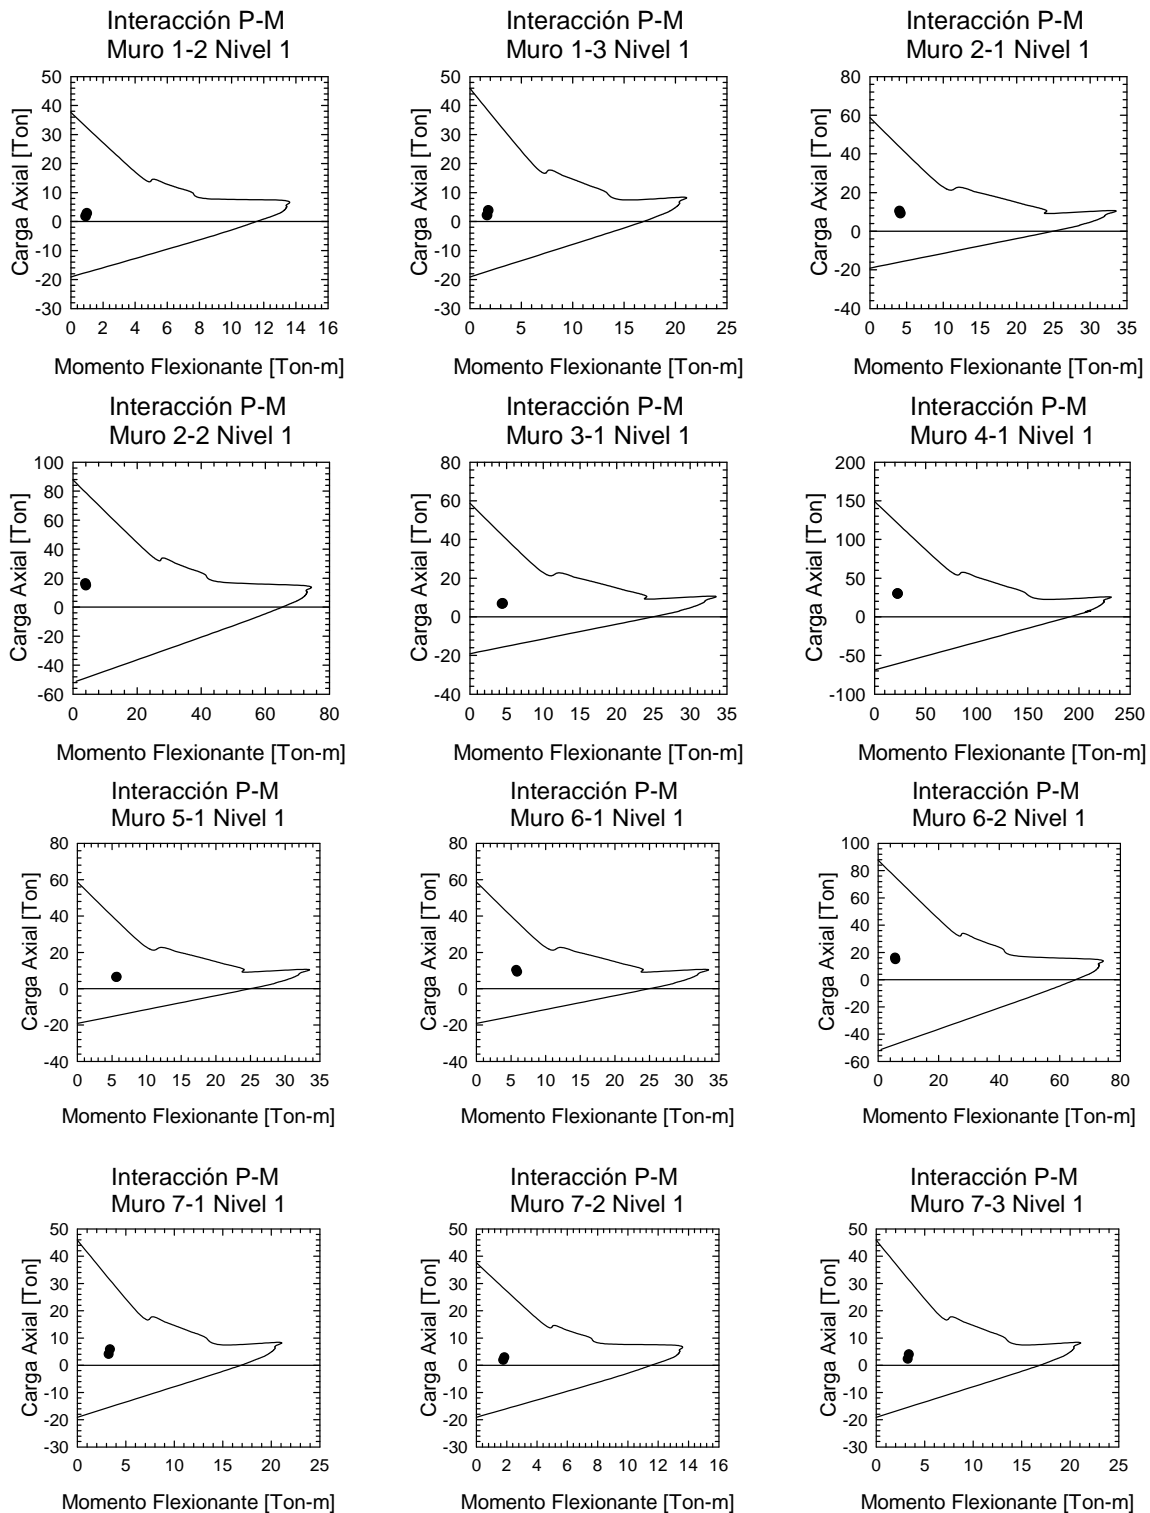 Interacción P-M
Muro 1-2 Nivel 1
Carga Axial [Ton]
50
40
30
20
10
0
-10
-20
-30
0 2 4 6 8 10 12 14 16
Momento Flexionante [Ton-m]
Interacción P-M
Muro 1-3 Nivel 1
Carga Axial [Ton]
50
40
30
20
10
0
-10
-20
-30
0 5 10 15 20 25
Momento Flexionante [Ton-m]
Interacción P-M
Muro 2-1 Nivel 1
Carga Axial [Ton]
80
60
40
20
0
-20
-40
0 5 10 15 20 25 30 35
Momento Flexionante [Ton-m]
Interacción P-M
Muro 2-2 Nivel 1
Carga Axial [Ton]
100
80
60
40
20
0
-20
-40
-60
0 20 40 60 80
Momento Flexionante [Ton-m]
Interacción P-M
Muro 3-1 Nivel 1
Carga Axial [Ton]
80
60
40
20
0
-20
-40
0 5 10 15 20 25 30 35
Momento Flexionante [Ton-m]
Interacción P-M
Muro 4-1 Nivel 1
Carga Axial [Ton]
200
150
100
50
0
-50
-100
0 50 100 150 200 250
Momento Flexionante [Ton-m]
Interacción P-M
Muro 5-1 Nivel 1
Carga Axial [Ton]
80
60
40
20
0
-20
-40
0 5 10 15 20 25 30 35
Momento Flexionante [Ton-m]
Interacción P-M
Muro 6-1 Nivel 1
Carga Axial [Ton]
80
60
40
20
0
-20
-40
0 5 10 15 20 25 30 35
Momento Flexionante [Ton-m]
Interacción P-M
Muro 6-2 Nivel 1
Carga Axial [Ton]
100
80
60
40
20
0
-20
-40
-60
0 20 40 60 80
Momento Flexionante [Ton-m]
Interacción P-M
Muro 7-1 Nivel 1
Carga Axial [Ton]
50
40
30
20
10
0
-10
-20
-30
0 5 10 15 20 25
Momento Flexionante [Ton-m]
Interacción P-M
Muro 7-2 Nivel 1
Carga Axial [Ton]
50
40
30
20
10
0
-10
-20
-30
0 2 4 6 8 10 12 14 16
Momento Flexionante [Ton-m]
Interacción P-M
Muro 7-3 Nivel 1
Carga Axial [Ton]
50
40
30
20
10
0
-10
-20
-30
0 5 10 15 20 25
Momento Flexionante [Ton-m]